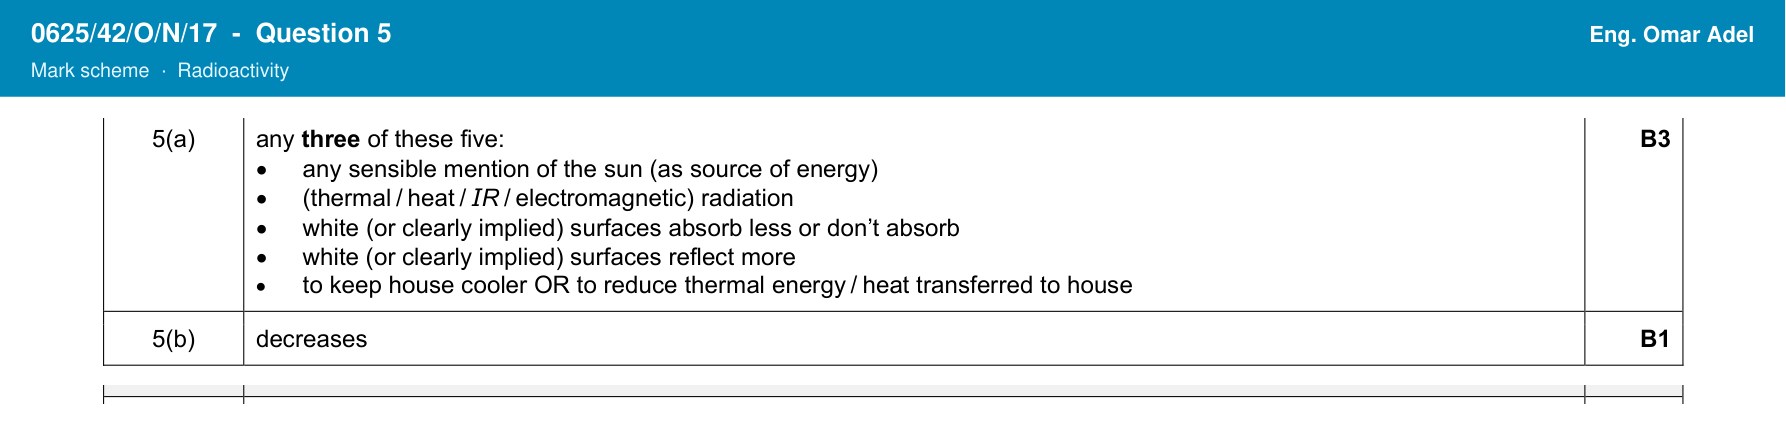 0625/42/O/N/17 - Question 5
Eng. Omar Adel
Mark scheme · Radioactivity
5(a) any three of these five: B3
• any sensible mention of the sun (as source of energy)
• (thermal / heat / IR / electromagnetic) radiation
• white (or clearly implied) surfaces absorb less or don’t absorb
• white (or clearly implied) surfaces reflect more
• to keep house cooler OR to reduce thermal energy / heat transferred to house
5(b) decreases B1